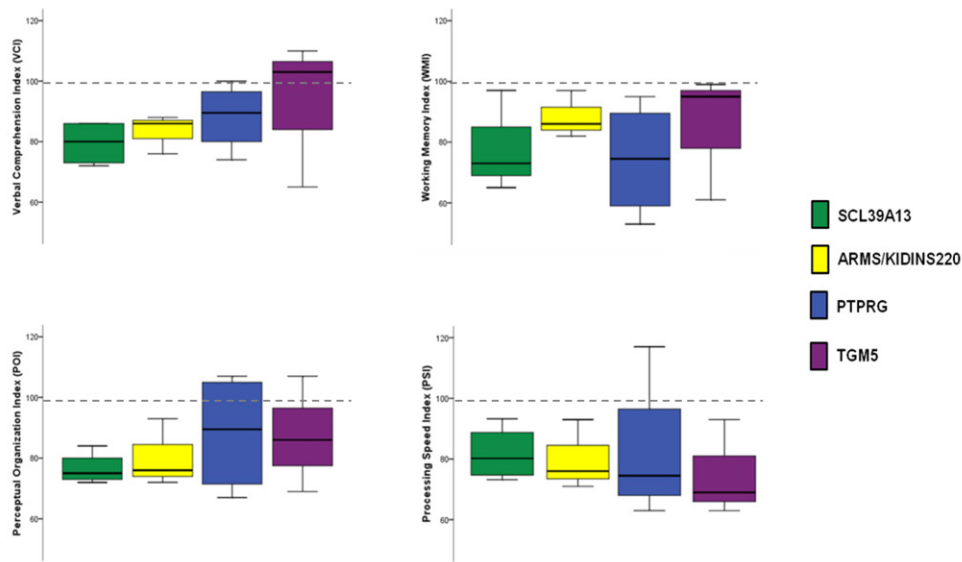 120
100
80
60
Verbal Comprehension Index (VCI)
120
100
80
60
Working Memory Index (WMI)
SCL39A13
ARMS/KIDINS220
PTPRG
TGM5
120
100
80
60
Perceptual Organization Index (POI)
120
100
80
60
Processing Speed Index (PSI)